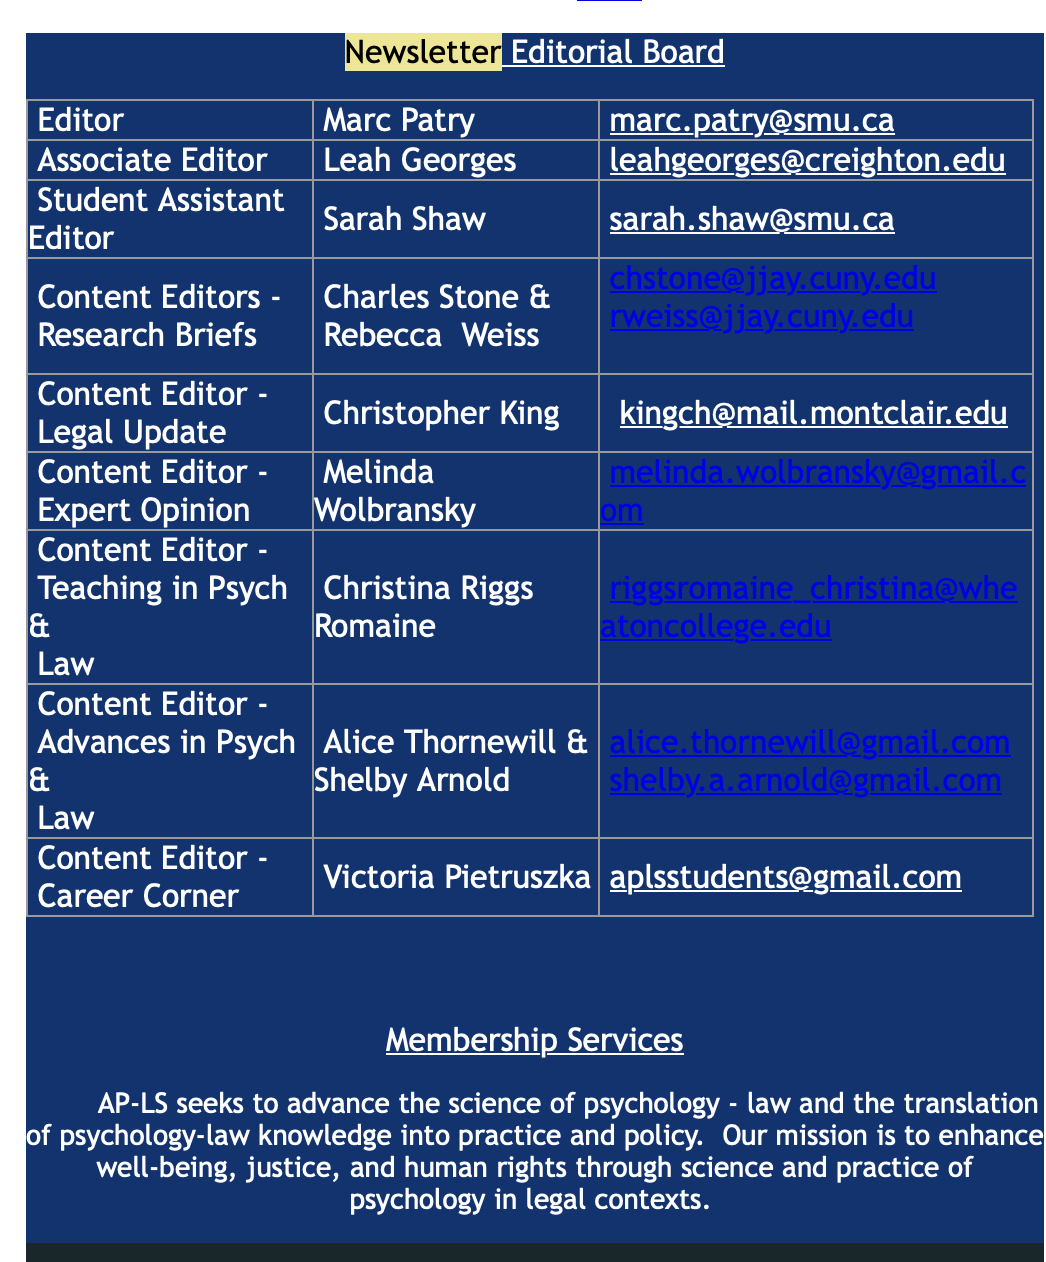 Newsletter Editorial Board
Editor
Marc Patry
marc.patry@smu.ca
Associate Editor
Leah Georges
leahgeorges@creighton.edu
Student Assistant
Editor
Sarah Shaw
sarah.shaw@smu.ca
Content Editors -
Research Briefs
Charles Stone &
Rebecca  Weiss
chstone@jjay.cuny.edu
rweiss@jjay.cuny.edu
Content Editor -
Legal Update
Christopher King
kingch@mail.montclair.edu
Content Editor -
Expert Opinion
Melinda
Wolbransky
melinda.wolbransky@gmail.c
om
Content Editor -
Teaching in Psych
&
Law
Christina Riggs
Romaine
riggsromaine_christina@whe
atoncollege.edu
Content Editor -
Advances in Psych
&
Law
Alice Thornewill &
Shelby Arnold
alice.thornewill@gmail.com
shelby.a.arnold@gmail.com
Content Editor -
Career Corner
Victoria Pietruszka
aplsstudents@gmail.com
Membership Services
AP-LS seeks to advance the science of psychology - law and the translation
of psychology-law knowledge into practice and policy.  Our mission is to enhance
well-being, justice, and human rights through science and practice of
psychology in legal contexts.